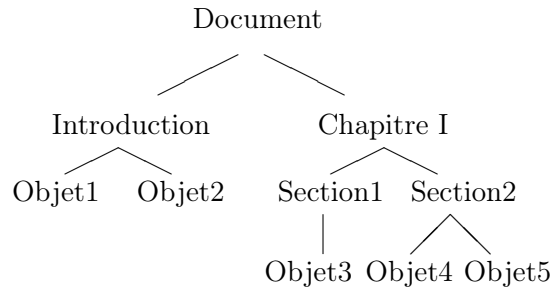 Document
Introduction Chapitre I
Objet1 Objet2 Section1 Section2
Objet3 Objet4 Objet5